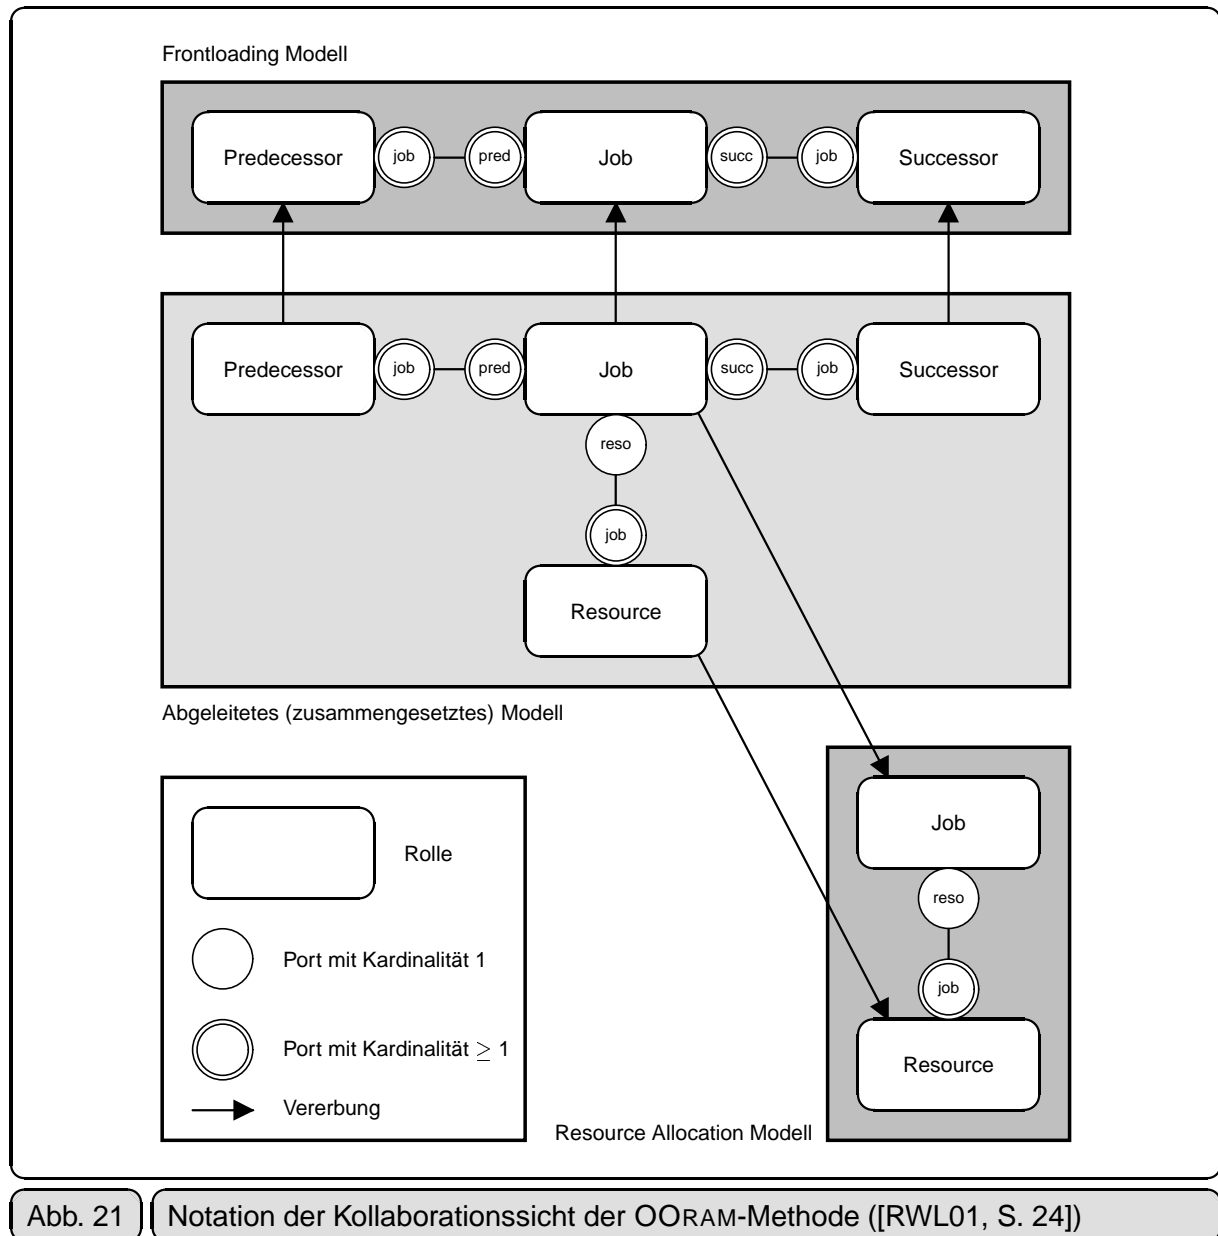 Frontloading Modell
Predecessor
job
pred
Job
succ
job
Successor
Predecessor
job
pred
Job
succ
job
Successor
reso
job
Resource
Abgeleitetes (zusammengesetztes) Modell
Job
reso
job
Resource
Resource Allocation Modell
Rolle
Port mit Kardinalität 1
Port mit Kardinalität ≥ 1
Vererbung
Abb. 21
Notation der Kollaborationssicht der OORAM-Methode ([RWL01, S. 24])